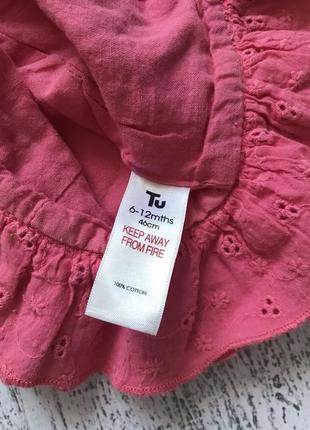 Tu
6-12mths
46cm
KEEP AWAY
FROM FIRE
100% COTTON